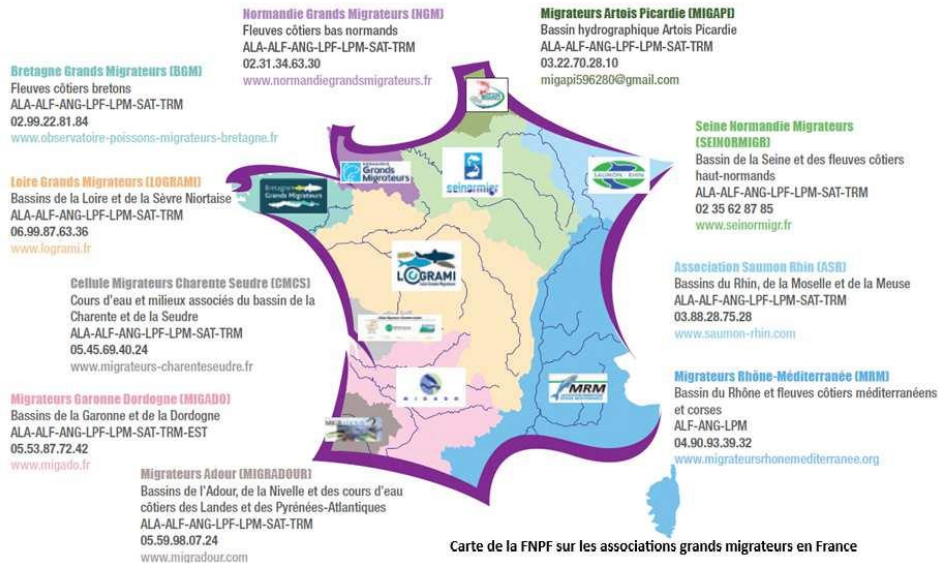 Normandie Grands Migrateurs (NGM)
Fleuves côtiers bas normands
ALA-ALF-ANG-LPF-LPM-SAT-TRM
02.31.34.63.30
www.normandiegrandsmigrateurs.fr
Migrateurs Artois Picardie (MIGAPI)
Bassin hydrographique Artois Picardie
ALA-ALF-ANG-LPF-LPM-SAT-TRM
03.22.70.28.10
migapi596280@gmail.com
Bretagne Grands Migrateurs (BGM)
Fleuves côtiers bretons
ALA-ALF-ANG-LPF-LPM-SAT-TRM
02.99.22.81.84
www.observatoire-poissons-migrateurs-bretagne.fr
Seine Normandie Migrateurs
(SEINORMIGR)
Bassin de la Seine et des fleuves côtiers
haut-normands
ALA-ALF-ANG-LPF-LPM-SAT-TRM
02 35 62 87 85
www.seinormigr.fr
Loire Grands Migrateurs (LOGRAMI)
Bassins de la Loire et de la Sèvre Niortaise
ALA-ALF-ANG-LPF-LPM-SAT-TRM
06.99.87.63.36
www.logrami.fr
Bretagne
Grands Migrateurs
Grands
Migrateurs
seinormigr
SAUMON RHIN
LOGRAMI
Association Saumon Rhin (ASR)
Bassins du Rhin, de la Moselle et de la Meuse
ALA-ALF-ANG-LPF-LPM-SAT-TRM
03.88.28.75.28
www.saumon-rhin.com
Cellule Migrateurs Charente Seudre (CMCS)
Cours d'eau et milieux associés du bassin de la
Charente et de la Seudre
ALA-ALF-ANG-LPF-LPM-SAT-TRM
05.45.69.40.24
www.migrateurs-charenteseudre.fr
MIGADO
MRM
Migrateurs Rhône-Méditerranée (MRM)
Bassin du Rhône et fleuves côtiers méditerranéens
et corses
ALF-ANG-LPM
04.90.93.39.32
www.migrateursrhonemediterranee.org
Migrateurs Garonne Dordogne (MIGADO)
Bassins de la Garonne et de la Dordogne
ALA-ALF-ANG-LPF-LPM-SAT-TRM-EST
05.53.87.72.42
www.migado.fr
Migrateurs Adour (MIGRADOUR)
Bassins de l'Adour, de la Nivelle et des cours d'eau
côtiers des Landes et des Pyrénées-Atlantiques
ALA-ALF-ANG-LPF-LPM-SAT-TRM
05.59.98.07.24
www.migradour.com
Carte de la FNPF sur les associations grands migrateurs en France